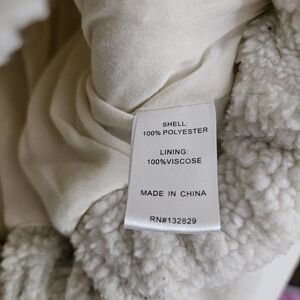 SHELL:
100% POLYESTER
LINING:
100%VISCOSE
MADE IN CHINA
RN#132829